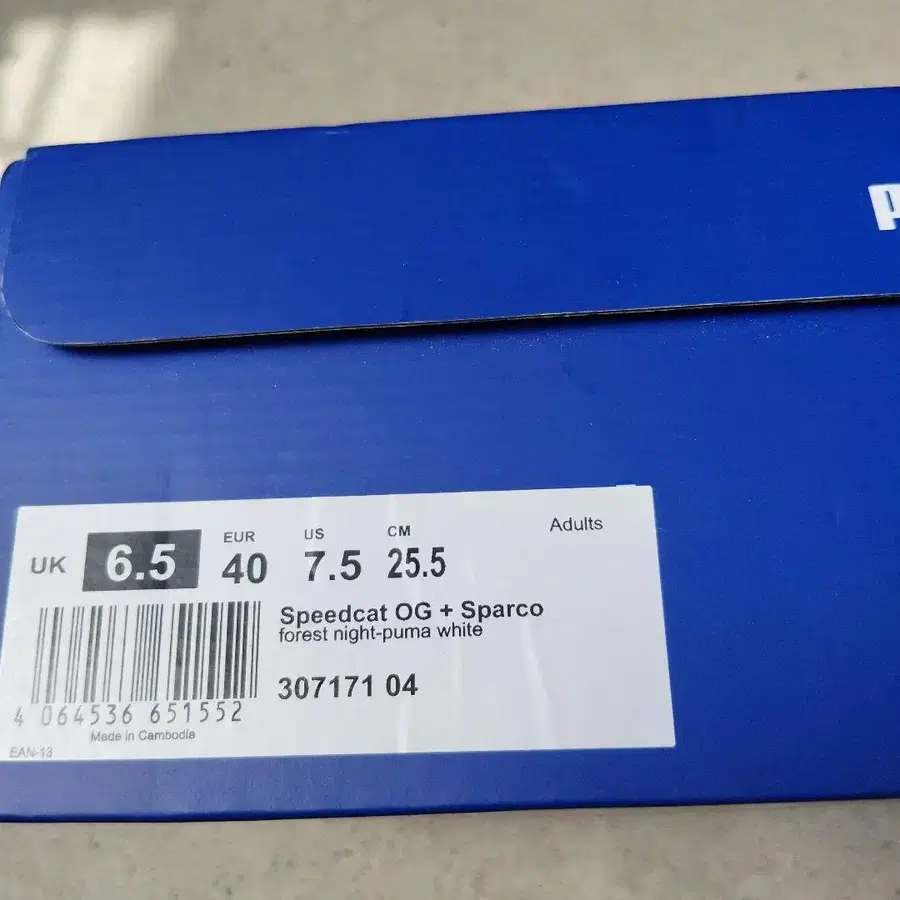 UK 6.5 EUR 40 US 7.5 CM 25.5 Adults
Speedcat OG + Sparco
forest night-puma white
307171 04
4 064536 651552
Made in Cambodia
EAN-13